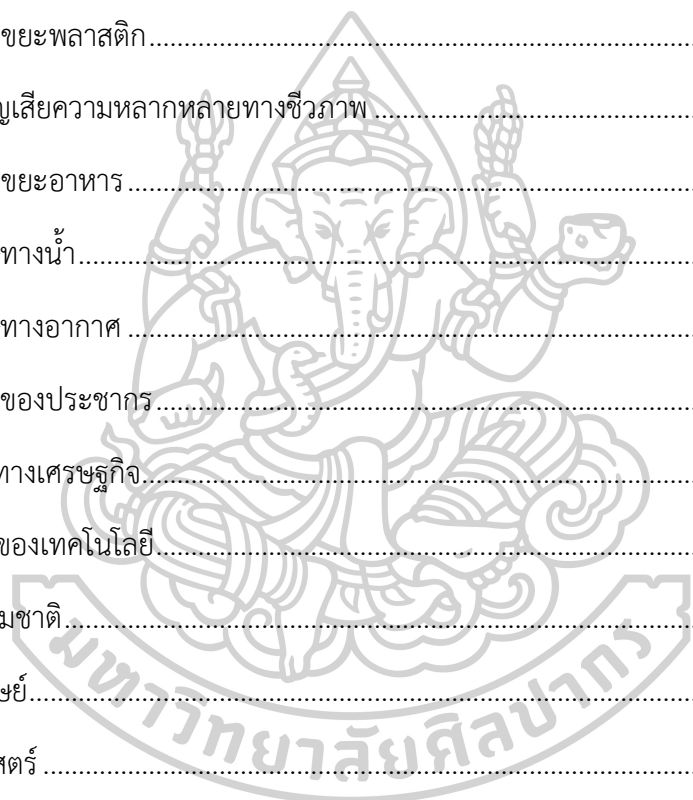 ขยะพลาสติก
ญเสียความหลากหลายทางชีวภาพ
ขยะอาหาร
ทางน้ำ
ทางอากาศ
ของประชากร
ทางเศรษฐกิจ
ของเทคโนโลยี
มชาติ
ษย์
สตร์
มหาวิทยาลัยศิลปากร